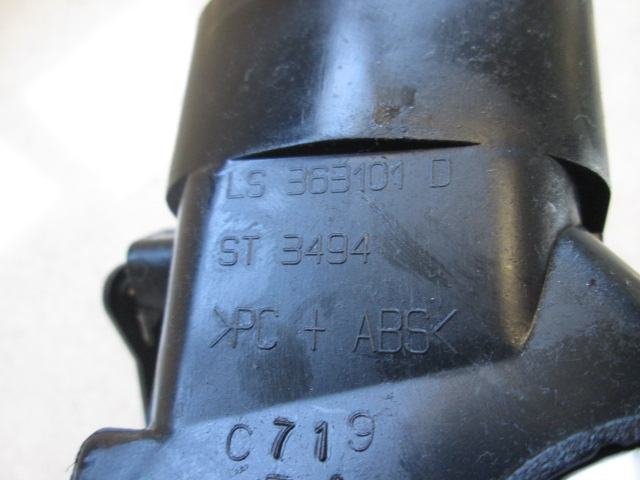 LS 363101 D
ST 3494
>PC + ABS<
C719